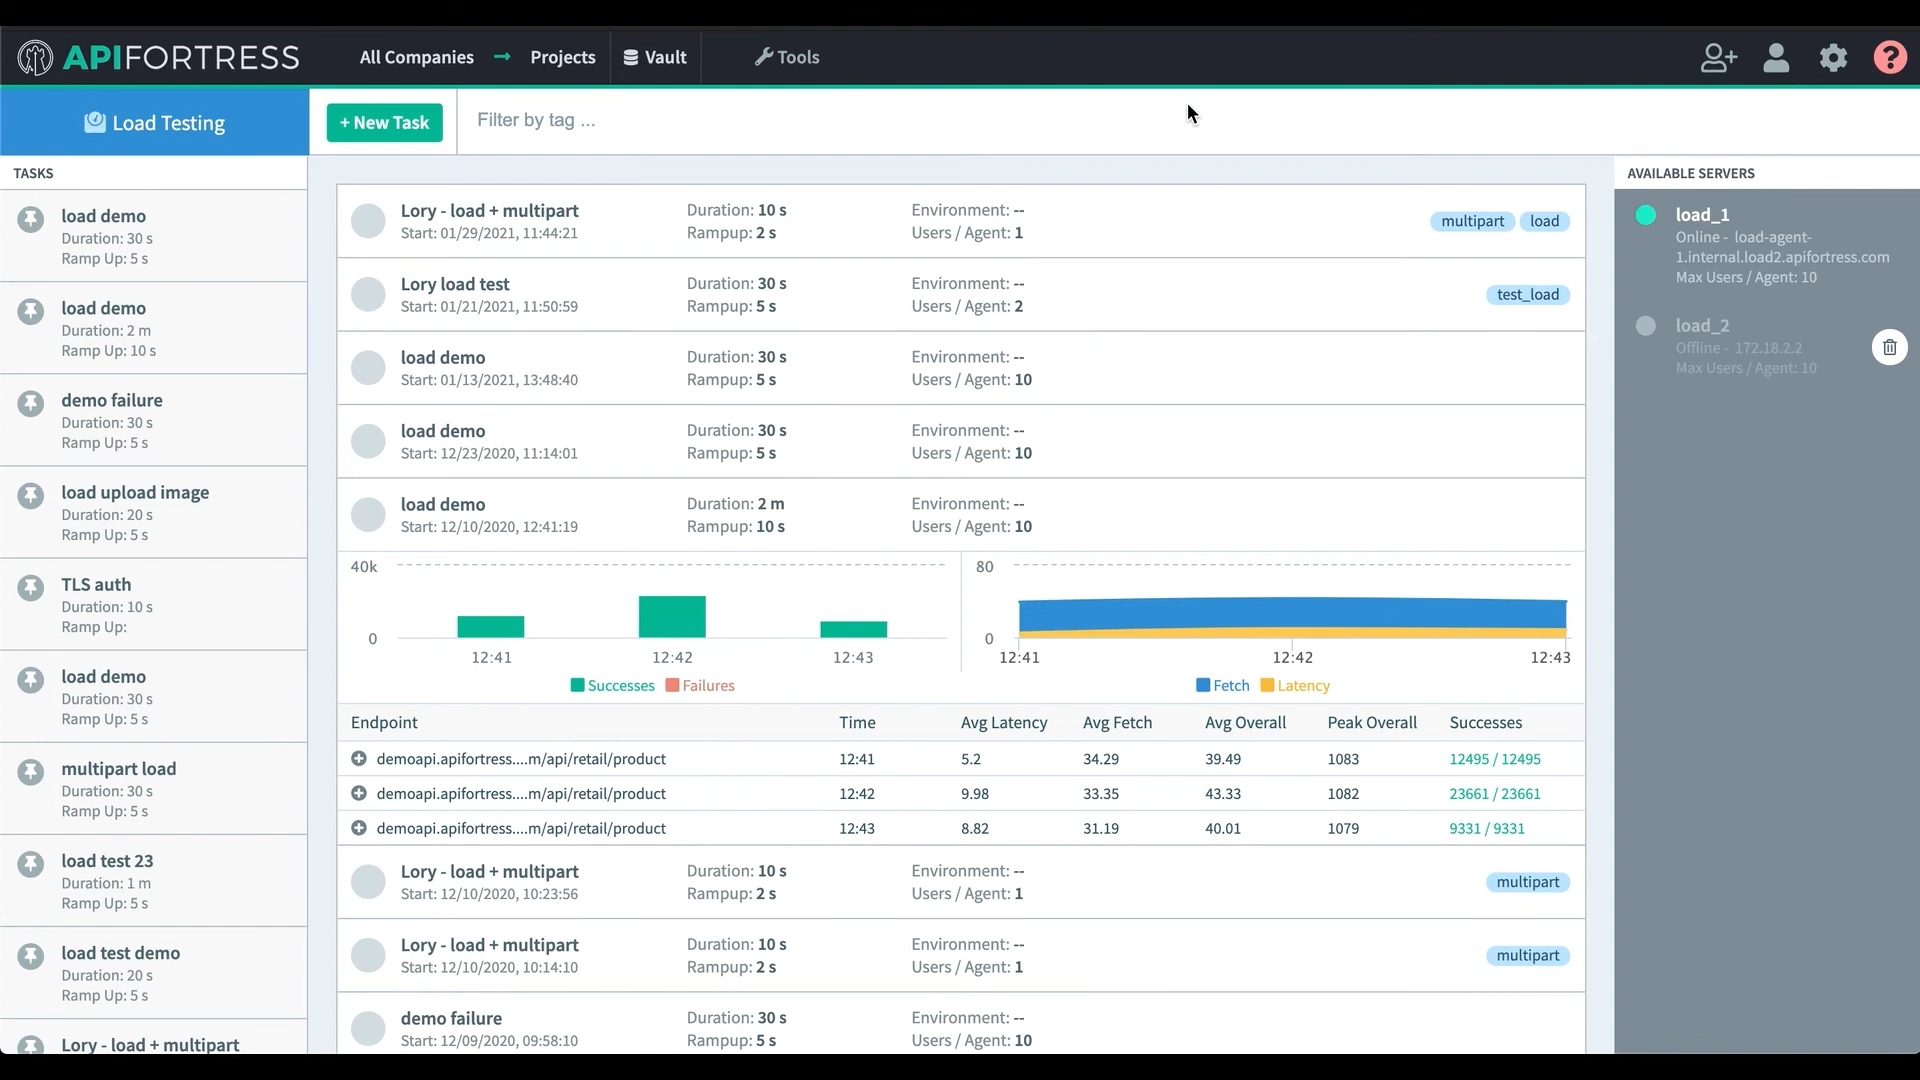 APIFORTRESS
All Companies → Projects
Vault
Tools
?
Load Testing
+ New Task
Filter by tag ...
TASKS
load demo
Duration: 30 s
Ramp Up: 5 s
load demo
Duration: 2 m
Ramp Up: 10 s
demo failure
Duration: 30 s
Ramp Up: 5 s
load upload image
Duration: 20 s
Ramp Up: 5 s
TLS auth
Duration: 10 s
Ramp Up:
load demo
Duration: 30 s
Ramp Up: 5 s
multipart load
Duration: 30 s
Ramp Up: 5 s
load test 23
Duration: 1 m
Ramp Up: 5 s
load test demo
Duration: 20 s
Ramp Up: 5 s
Lory - load + multipart
Lory - load + multipart Duration: 10 s Environment: -- multipart load
Start: 01/29/2021, 11:44:21 Rampup: 2 s Users / Agent: 1
Lory load test Duration: 30 s Environment: -- test_load
Start: 01/21/2021, 11:50:59 Rampup: 5 s Users / Agent: 2
load demo Duration: 30 s Environment: --
Start: 01/13/2021, 13:48:40 Rampup: 5 s Users / Agent: 10
load demo Duration: 30 s Environment: --
Start: 12/23/2020, 11:14:01 Rampup: 5 s Users / Agent: 10
load demo Duration: 2 m Environment: --
Start: 12/10/2020, 12:41:19 Rampup: 10 s Users / Agent: 10
40k
0
12:41 12:42 12:43
Successes Failures
80
0
12:41 12:42 12:43
Fetch Latency
Endpoint Time Avg Latency Avg Fetch Avg Overall Peak Overall Successes
demoapi.apifortress....m/api/retail/product 12:41 5.2 34.29 39.49 1083 12495 / 12495
demoapi.apifortress....m/api/retail/product 12:42 9.98 33.35 43.33 1082 23661 / 23661
demoapi.apifortress....m/api/retail/product 12:43 8.82 31.19 40.01 1079 9331 / 9331
Lory - load + multipart Duration: 10 s Environment: -- multipart
Start: 12/10/2020, 10:23:56 Rampup: 2 s Users / Agent: 1
Lory - load + multipart Duration: 10 s Environment: -- multipart
Start: 12/10/2020, 10:14:10 Rampup: 2 s Users / Agent: 1
demo failure Duration: 30 s Environment: --
Start: 12/09/2020, 09:58:10 Rampup: 5 s Users / Agent: 10
AVAILABLE SERVERS
load_1
Online - load-agent-
1.internal.load2.apifortress.com
Max Users / Agent: 10
load_2
Offline - 172.18.2.2
Max Users / Agent: 10